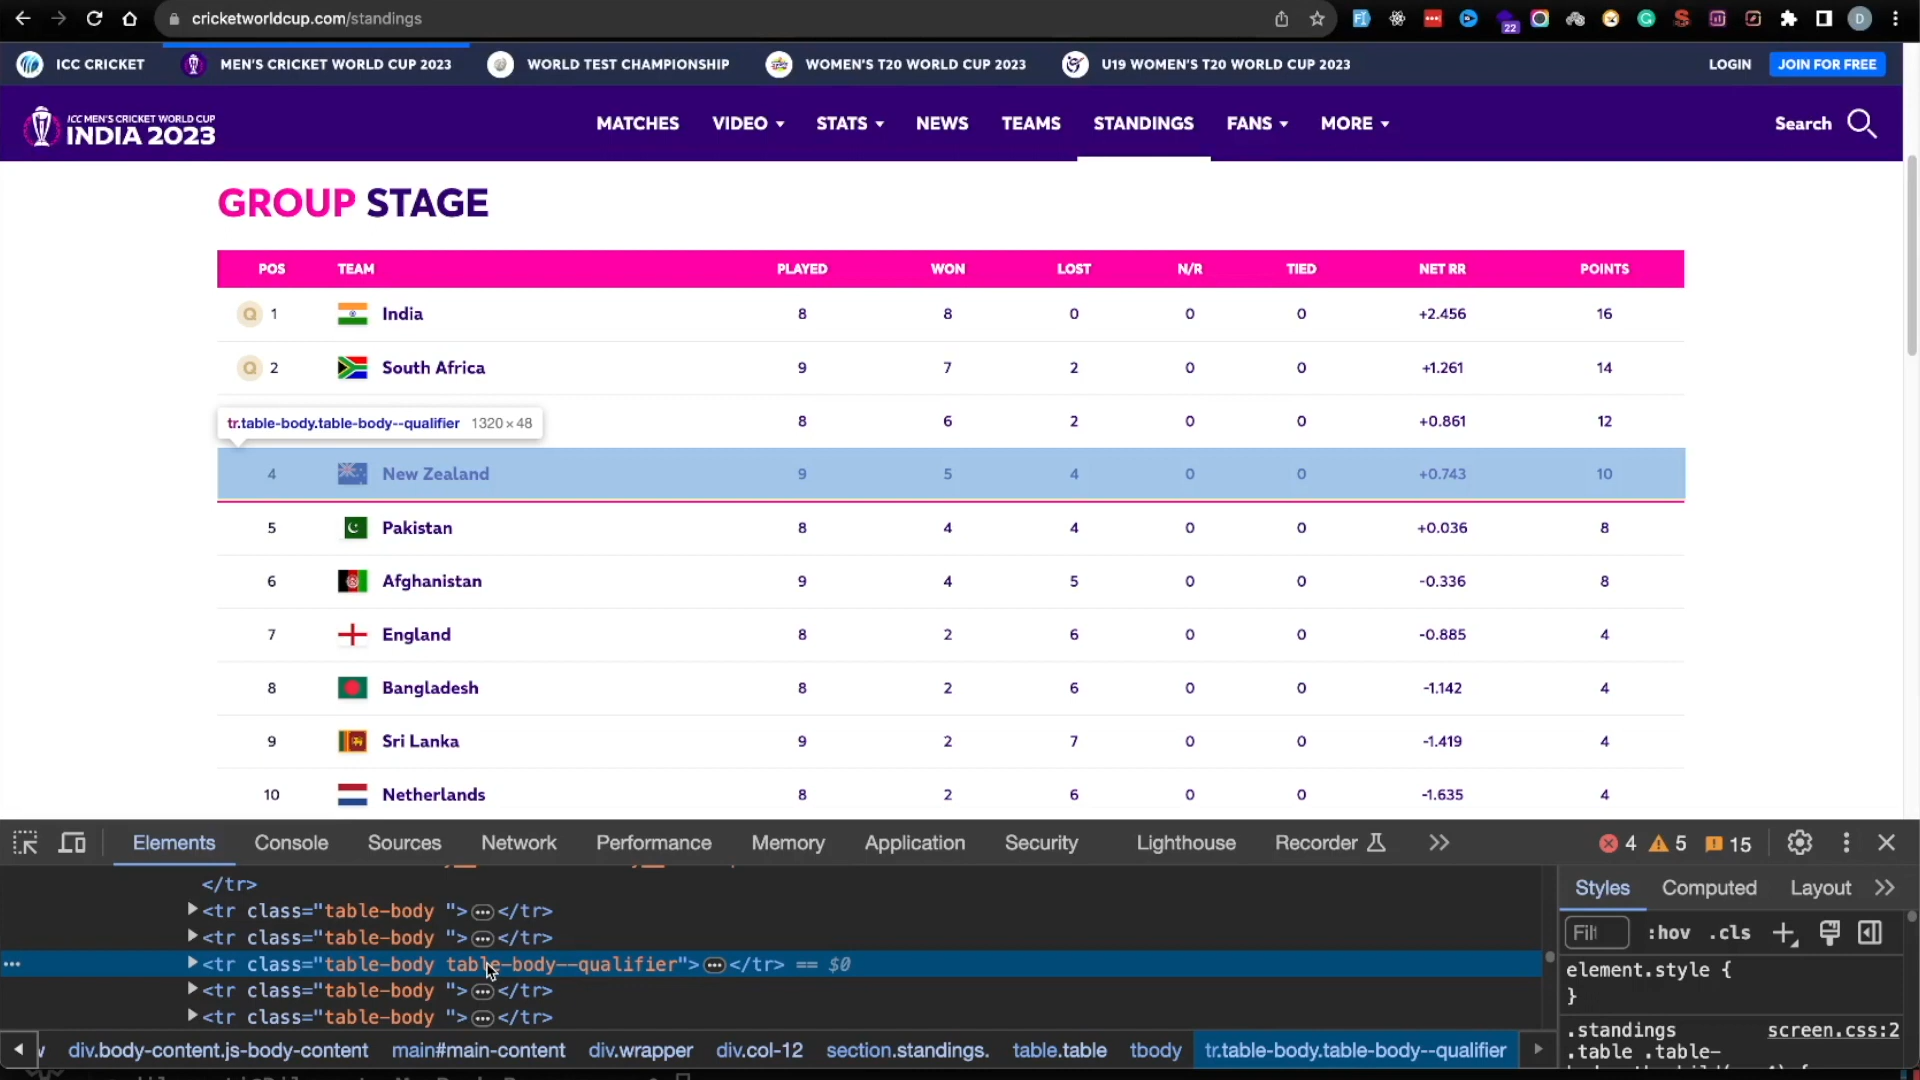 cricketworldcup.com/standings
22
D
ICC CRICKET MEN'S CRICKET WORLD CUP 2023 WORLD TEST CHAMPIONSHIP WOMEN'S T20 WORLD CUP 2023 U19 WOMEN'S T20 WORLD CUP 2023 LOGIN JOIN FOR FREE
ICC MEN'S CRICKET WORLD CUP
INDIA 2023
MATCHES VIDEO STATS NEWS TEAMS STANDINGS FANS MORE Search
GROUP STAGE
POS TEAM PLAYED WON LOST N/R TIED NET RR POINTS
Q 1 India 8 8 0 0 0 +2.456 16
Q 2 South Africa 9 7 2 0 0 +1.261 14
tr.table-body.table-body--qualifier 1320 × 48 8 6 2 0 0 +0.861 12
4 New Zealand 9 5 4 0 0 +0.743 10
5 Pakistan 8 4 4 0 0 +0.036 8
6 Afghanistan 9 4 5 0 0 -0.336 8
7 England 8 2 6 0 0 -0.885 4
8 Bangladesh 8 2 6 0 0 -1.142 4
9 Sri Lanka 9 2 7 0 0 -1.419 4
10 Netherlands 8 2 6 0 0 -1.635 4
Elements Console Sources Network Performance Memory Application Security Lighthouse Recorder 4 5 15
</tr>
<tr class="table-body ">…</tr>
<tr class="table-body ">…</tr>
… <tr class="table-body table-body--qualifier">…</tr> == $0
<tr class="table-body ">…</tr>
<tr class="table-body ">…</tr>
div.body-content.js-body-content main#main-content div.wrapper div.col-12 section.standings. table.table tbody tr.table-body.table-body--qualifier
Styles Computed Layout
Filt :hov .cls
element.style {
}
.standings screen.css:2
.table .table-